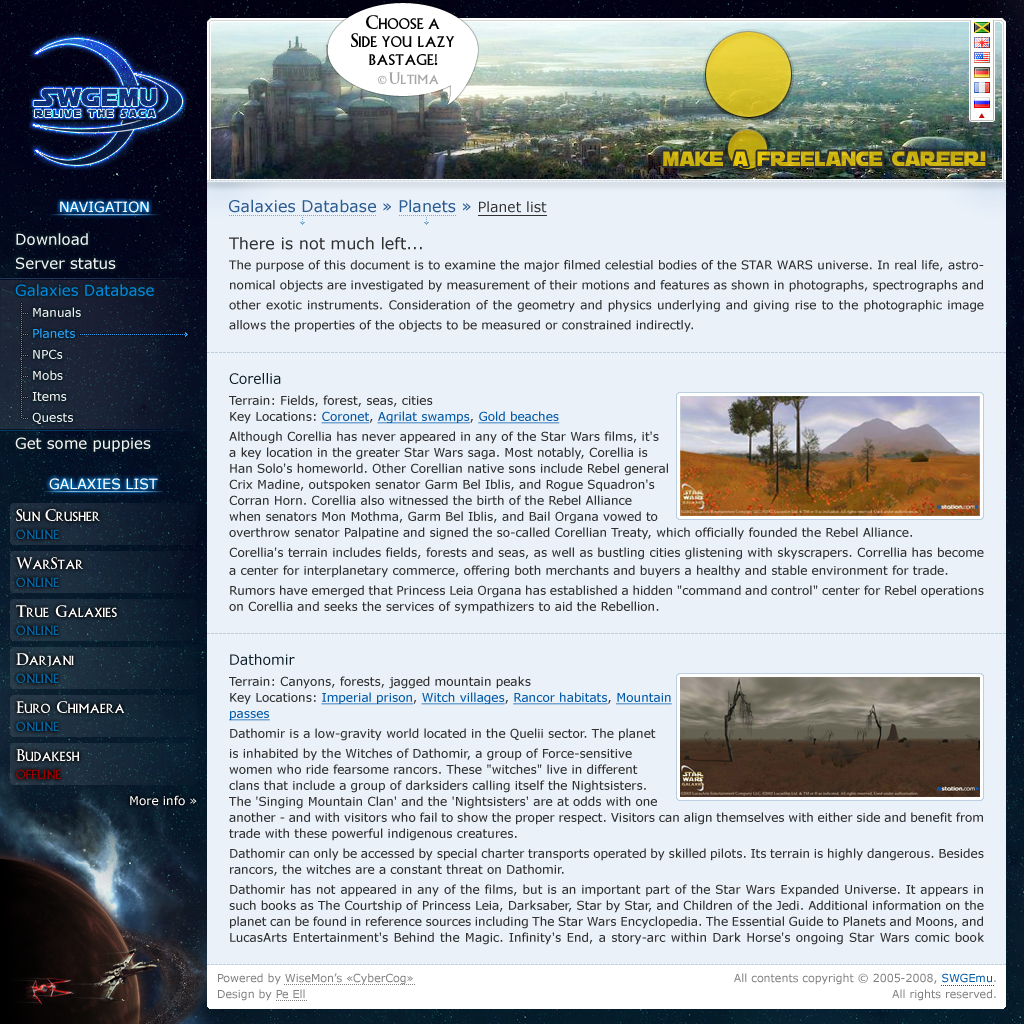 SWGEMU
RELIVE THE SAGA
NAVIGATION
Download
Server status
Galaxies Database
Manuals
Planets
NPCs
Mobs
Items
Quests
Get some puppies
GALAXIES LIST
Sun Crusher
ONLINE
WarStar
ONLINE
True Galaxies
ONLINE
Darjani
ONLINE
Euro Chimaera
ONLINE
Budakesh
OFFLINE
More info »
Choose a
Side you lazy
bastage!
© Ultima
MAKE A FREELANCE CAREER!
Galaxies Database » Planets » Planet list
There is not much left...
The purpose of this document is to examine the major filmed celestial bodies of the STAR WARS universe. In real life, astro-
nomical objects are investigated by measurement of their motions and features as shown in photographs, spectrographs and
other exotic instruments. Consideration of the geometry and physics underlying and giving rise to the photographic image
allows the properties of the objects to be measured or constrained indirectly.
Corellia
Terrain: Fields, forest, seas, cities
Key Locations: Coronet, Agrilat swamps, Gold beaches
Although Corellia has never appeared in any of the Star Wars films, it's
a key location in the greater Star Wars saga. Most notably, Corellia is
Han Solo's homeworld. Other Corellian native sons include Rebel general
Crix Madine, outspoken senator Garm Bel Iblis, and Rogue Squadron's
Corran Horn. Corellia also witnessed the birth of the Rebel Alliance
when senators Mon Mothma, Garm Bel Iblis, and Bail Organa vowed to
overthrow senator Palpatine and signed the so-called Corellian Treaty, which officially founded the Rebel Alliance.
Corellia's terrain includes fields, forests and seas, as well as bustling cities glistening with skyscrapers. Correllia has become
a center for interplanetary commerce, offering both merchants and buyers a healthy and stable environment for trade.
Rumors have emerged that Princess Leia Organa has established a hidden "command and control" center for Rebel operations
on Corellia and seeks the services of sympathizers to aid the Rebellion.
STAR WARS
station.com
Dathomir
Terrain: Canyons, forests, jagged mountain peaks
Key Locations: Imperial prison, Witch villages, Rancor habitats, Mountain
passes
Dathomir is a low-gravity world located in the Quelii sector. The planet
is inhabited by the Witches of Dathomir, a group of Force-sensitive
women who ride fearsome rancors. These "witches" live in different
clans that include a group of darksiders calling itself the Nightsisters.
The 'Singing Mountain Clan' and the 'Nightsisters' are at odds with one
another - and with visitors who fail to show the proper respect. Visitors can align themselves with either side and benefit from
trade with these powerful indigenous creatures.
Dathomir can only be accessed by special charter transports operated by skilled pilots. Its terrain is highly dangerous. Besides
rancors, the witches are a constant threat on Dathomir.
Dathomir has not appeared in any of the films, but is an important part of the Star Wars Expanded Universe. It appears in
such books as The Courtship of Princess Leia, Darksaber, Star by Star, and Children of the Jedi. Additional information on the
planet can be found in reference sources including The Star Wars Encyclopedia. The Essential Guide to Planets and Moons, and
LucasArts Entertainment's Behind the Magic. Infinity's End, a story-arc within Dark Horse's ongoing Star Wars comic book
STAR WARS
station.com
Powered by WiseMon's «CyberCog»
Design by Pe Ell
All contents copyright © 2005-2008, SWGEmu.
All rights reserved.